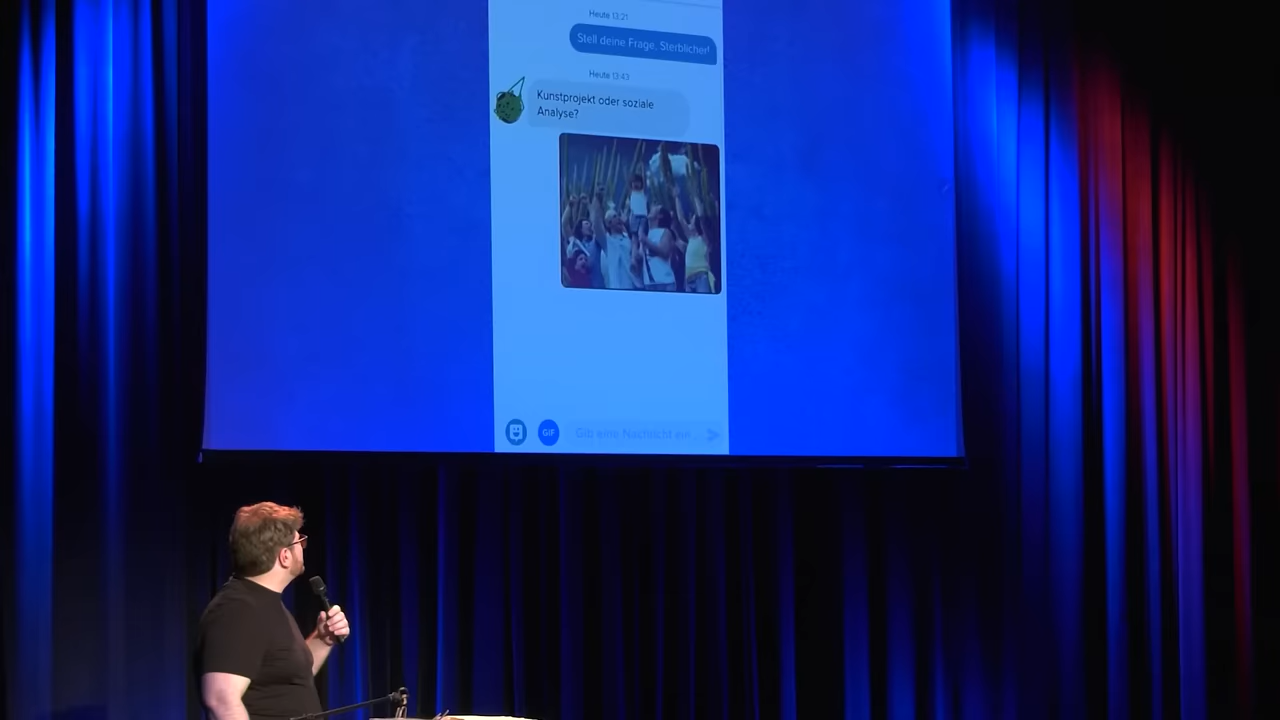 Heute 13:21
Stell deine Frage, Sterblicher!
Heute 13:43
Kunstprojekt oder soziale
Analyse?
GIF
Gib eine Nachricht ein ...